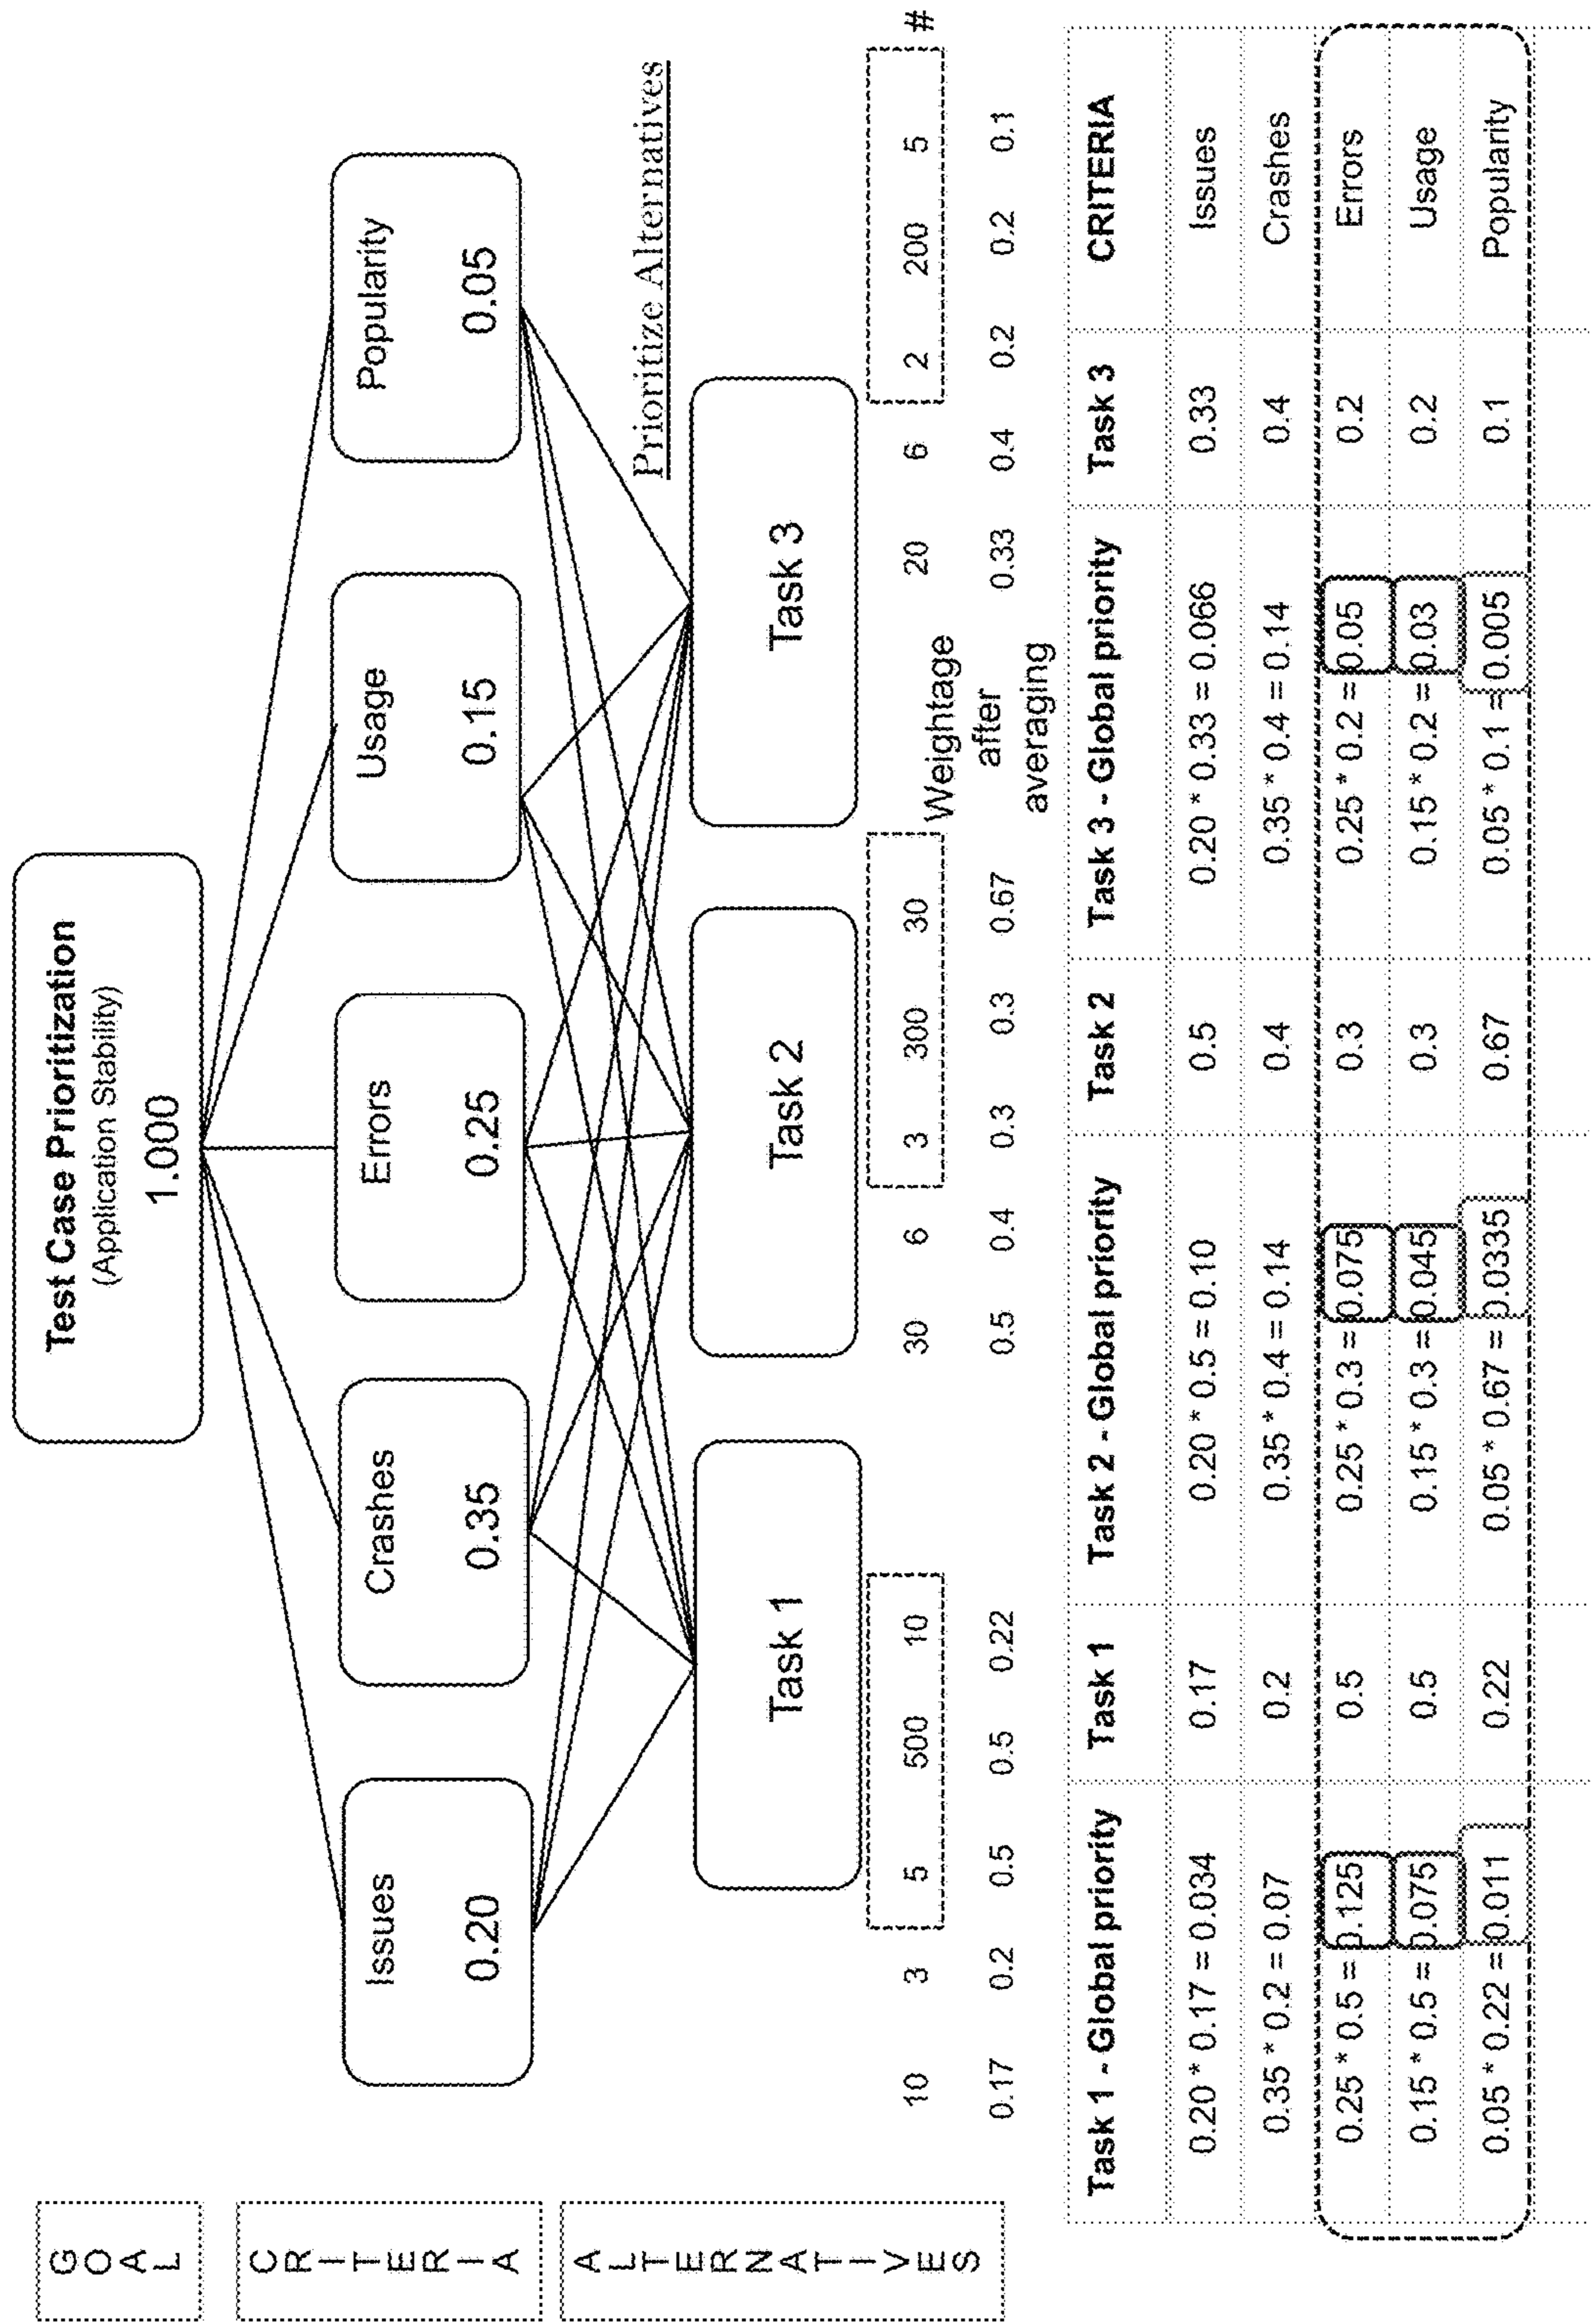 GOAL
Test Case Prioritization
(Application Stability)
1.000
CRITERIA
Issues
0.20
Crashes
0.35
Errors
0.25
Usage
0.15
Popularity
0.05
Prioritize Alternatives
ALTERNATIVES
Task 1
Task 2
Task 3
10 3 5 500 10 30 6 3 300 30 20 6 2 200 5 #
Weightage
after
averaging
0.17 0.2 0.5 0.5 0.22 0.5 0.4 0.3 0.3 0.67 0.33 0.4 0.2 0.2 0.1
Task 1 - Global priority Task 1 Task 2 - Global priority Task 2 Task 3 - Global priority Task 3 CRITERIA
0.20 * 0.17 = 0.034 0.17 0.20 * 0.5 = 0.10 0.5 0.20 * 0.33 = 0.066 0.33 Issues
0.35 * 0.2 = 0.07 0.2 0.35 * 0.4 = 0.14 0.4 0.35 * 0.4 = 0.14 0.4 Crashes
0.25 * 0.5 = 0.125 0.5 0.25 * 0.3 = 0.075 0.3 0.25 * 0.2 = 0.05 0.2 Errors
0.15 * 0.5 = 0.075 0.5 0.15 * 0.3 = 0.045 0.3 0.15 * 0.2 = 0.03 0.2 Usage
0.05 * 0.22 = 0.011 0.22 0.05 * 0.67 = 0.0335 0.67 0.05 * 0.1 = 0.005 0.1 Popularity